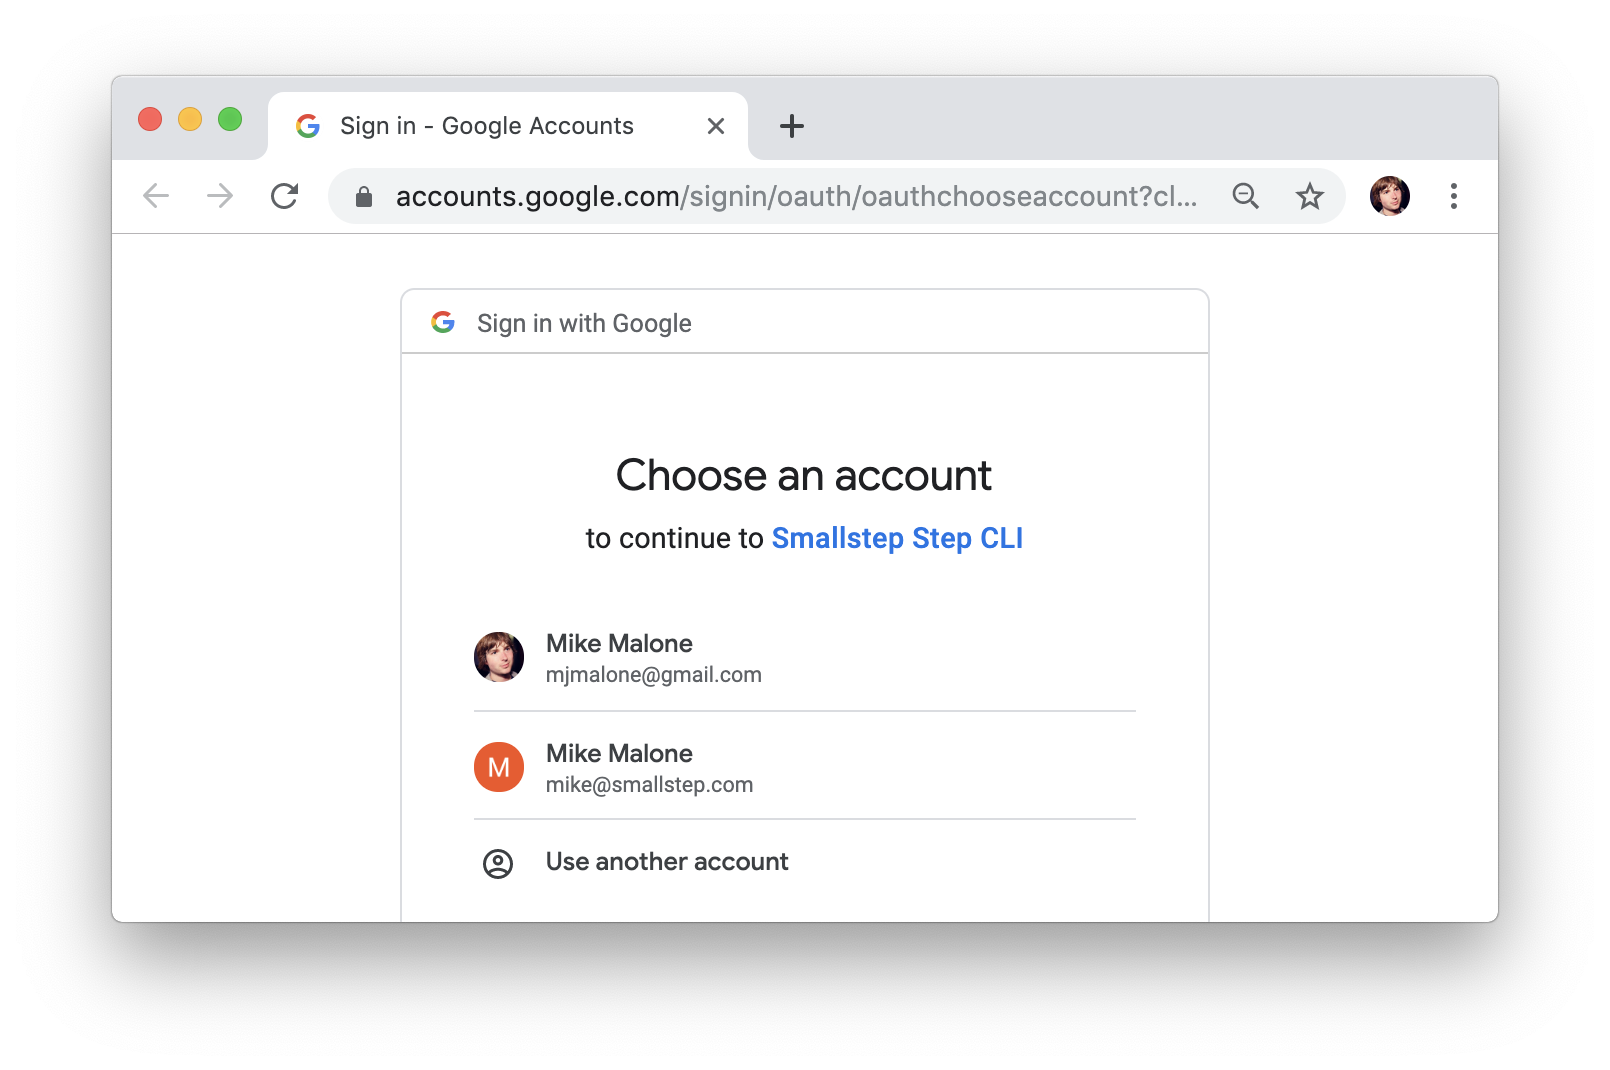 Sign in - Google Accounts
accounts.google.com/signin/oauth/oauthchooseaccount?cl...
Sign in with Google
Choose an account
to continue to Smallstep Step CLI
Mike Malone
mjmalone@gmail.com
M
Mike Malone
mike@smallstep.com
Use another account